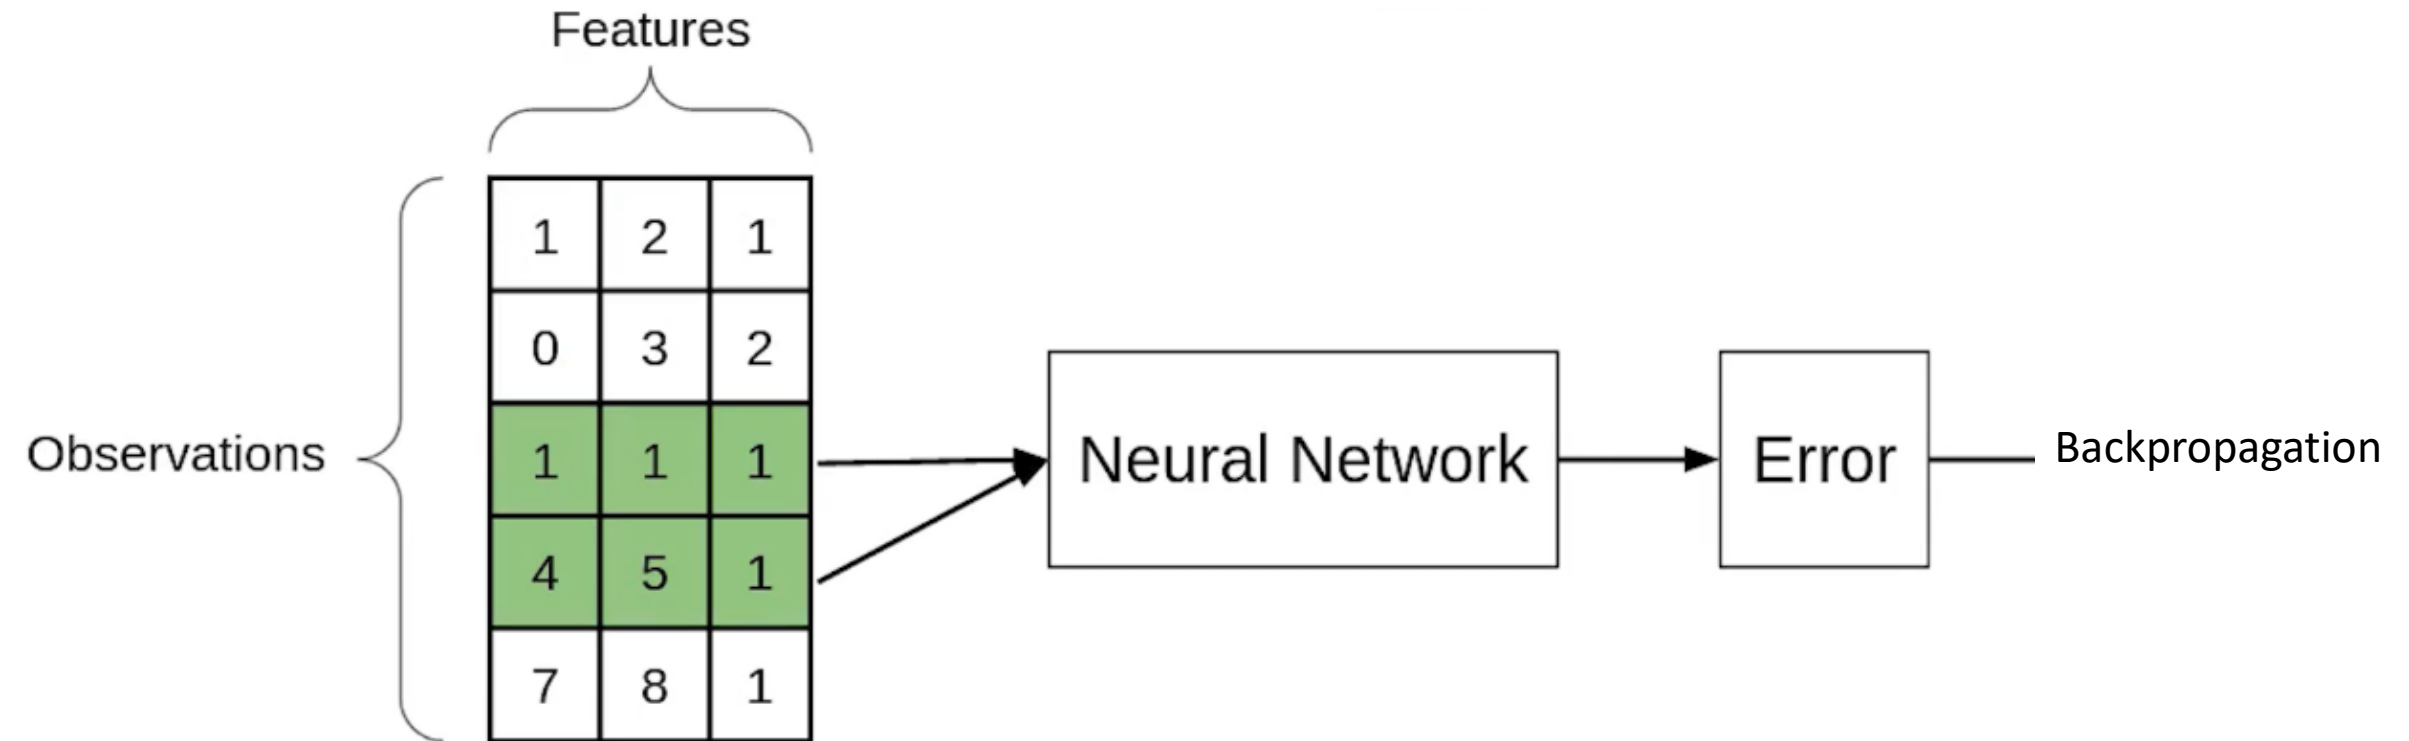 Features
1 2 1
0 3 2
Observations
1 1 1
4 5 1
7 8 1
Neural Network
Error
Backpropagation